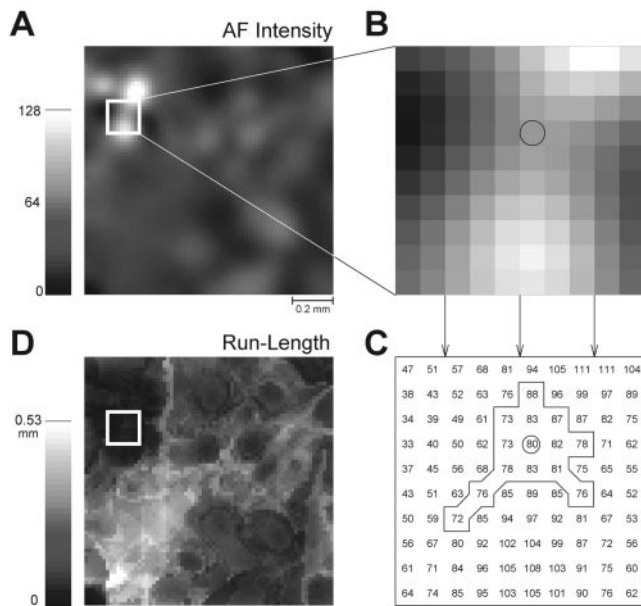 A
AF Intensity
128
64
0
0.2 mm
B
D
Run-Length
0.53
mm
0
C
47 51 57 68 81 94 105 111 111 104
38 43 52 63 76 88 96 99 97 89
34 39 49 61 73 83 87 87 82 75
33 40 50 62 73 80 82 78 71 62
37 45 56 68 78 83 81 75 65 55
43 51 63 76 85 89 85 76 64 52
50 59 72 85 94 97 92 81 67 53
56 67 80 92 102 104 99 87 72 56
61 71 84 95 105 108 103 91 75 60
64 74 85 95 103 105 101 90 76 62